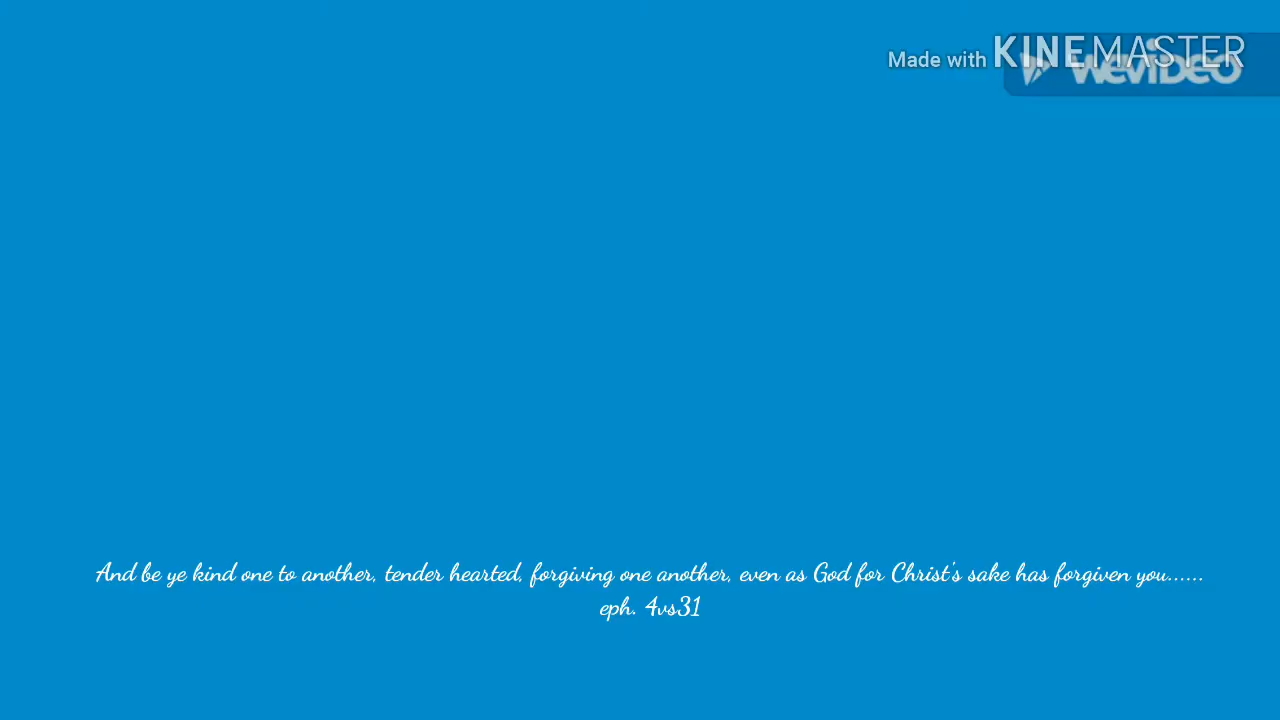 Made with KINEMASTER
WEVIDEO
And be ye kind one to another, tender hearted, forgiving one another, even as God for Christ's sake has forgiven you......
eph. 4vs31